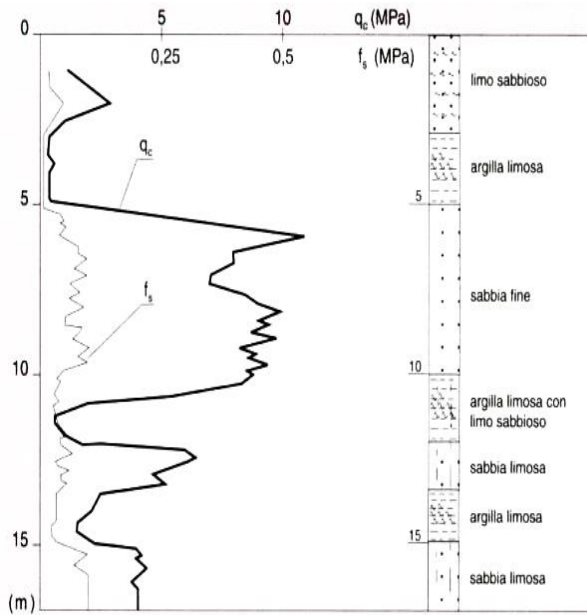 0 5 10 q_c (MPa)
0,25 0,5 f_s (MPa)
limo sabbioso
q_c
argilla limosa
5 5
f_s
sabbia fine
10 10
argilla limosa con
limo sabbioso
sabbia limosa
argilla limosa
15 15
sabbia limosa
(m)